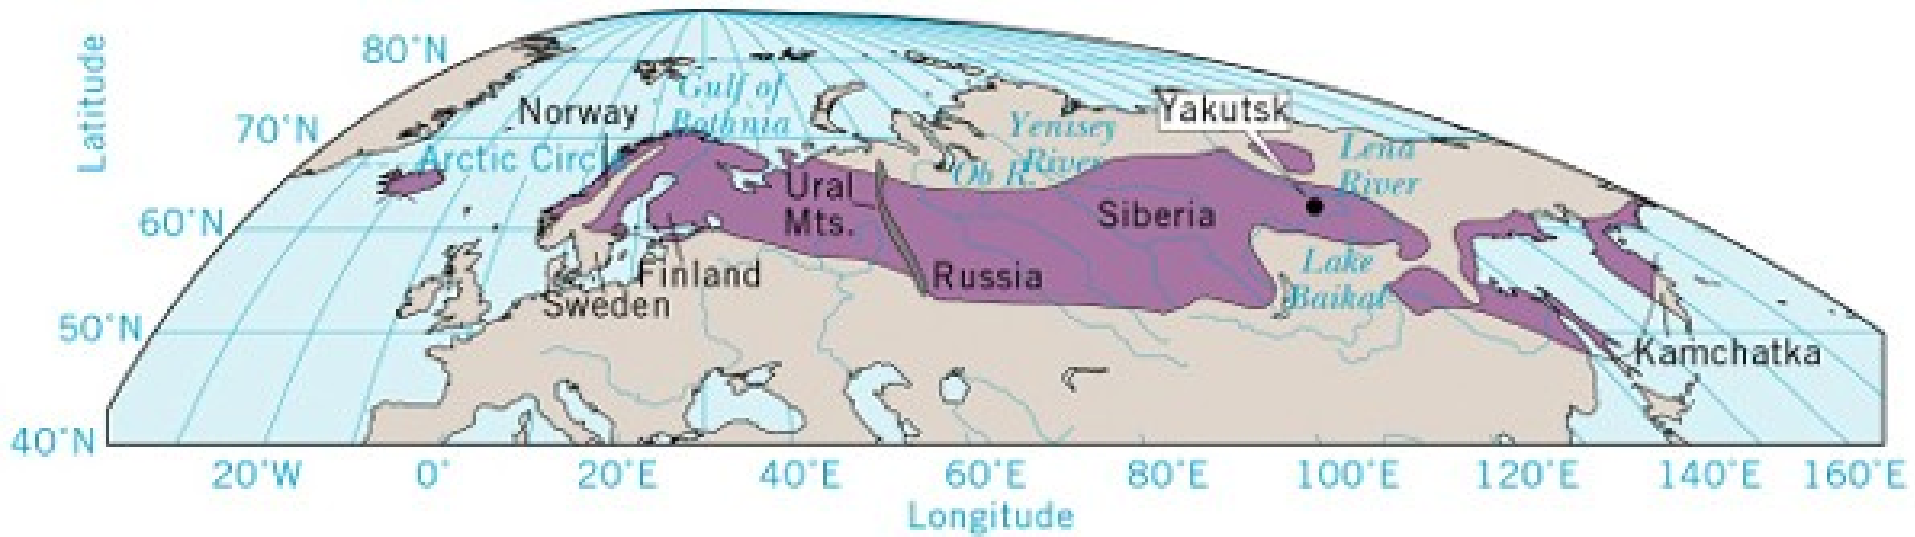 Latitude
80°N
70°N
60°N
50°N
40°N
Norway
Gulf of
Bothnia
Arctic Circle
Yenisey
River
Ob R.
Yakutsk
Lena
River
Ural
Mts.
Siberia
Finland
Sweden
Russia
Lake
Baikal
Kamchatka
20°W
0°
20°E
40°E
60°E
80°E
100°E
120°E
140°E
160°E
Longitude